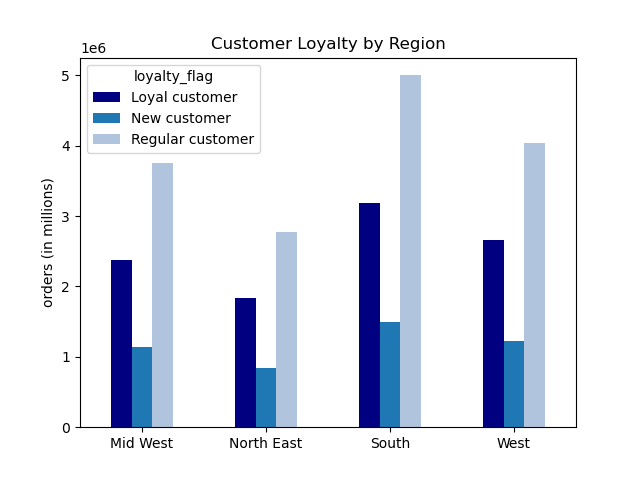 Customer Loyalty by Region
1e6
loyalty_flag
Loyal customer
New customer
Regular customer
orders (in millions)
5
4
3
2
1
0
Mid West
North East
South
West